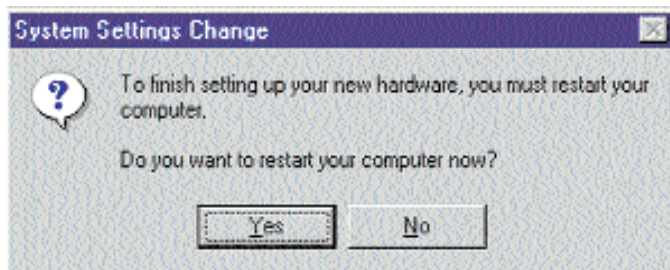 System Settings Change
To finish setting up your new hardware, you must restart your
computer.
Do you want to restart your computer now?
Yes
No